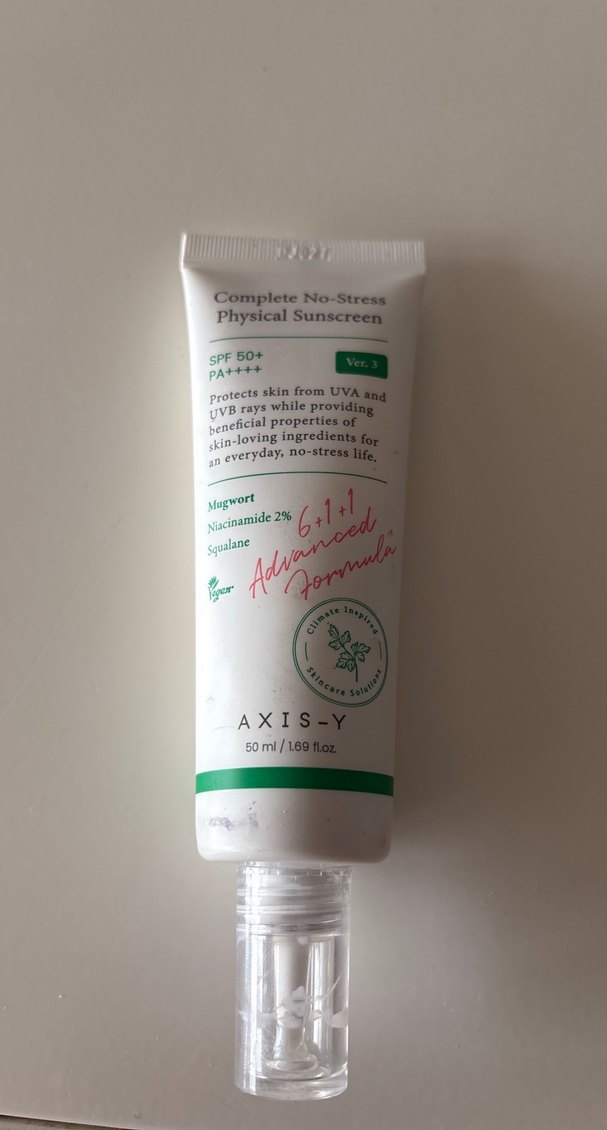 Complete No-Stress
Physical Sunscreen
SPF 50+
PA++++
Ver. 3
Protects skin from UVA and
UVB rays while providing
beneficial properties of
skin-loving ingredients for
an everyday, no-stress life.
Mugwort
Niacinamide 2%
Squalane
6+1+1
Advanced
Formula
Vegan
Climate Inspired
Skincare Solutions
AXIS-Y
50 ml / 1.69 fl.oz.